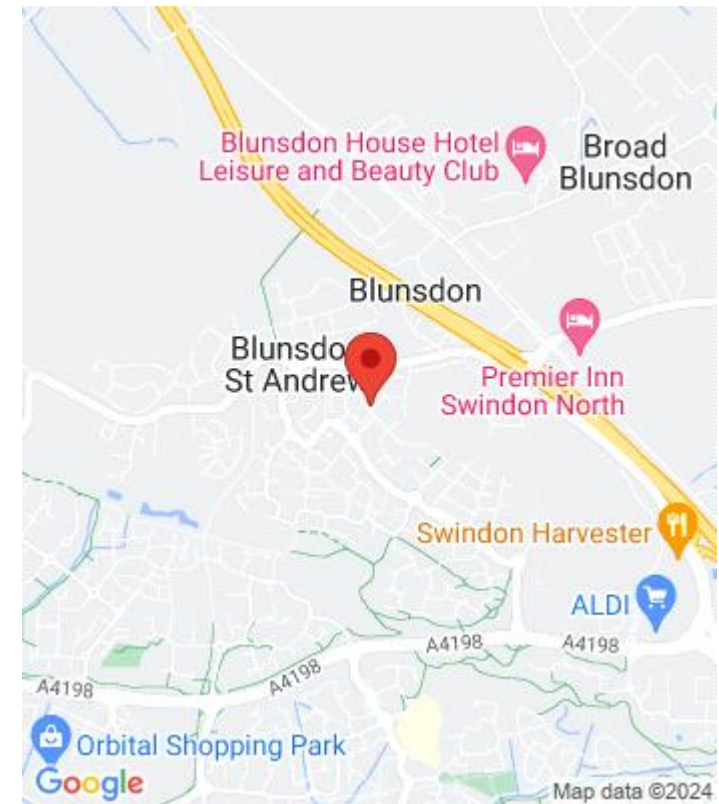 Blunsdon House Hotel
Leisure and Beauty Club
Broad
Blunsdon
Blunsdon
Blunsdo
St Andrew
Premier Inn
Swindon North
Swindon Harvester
ALDI
A4198
A4198
A4198
A4198
Orbital Shopping Park
Google
Map data ©2024